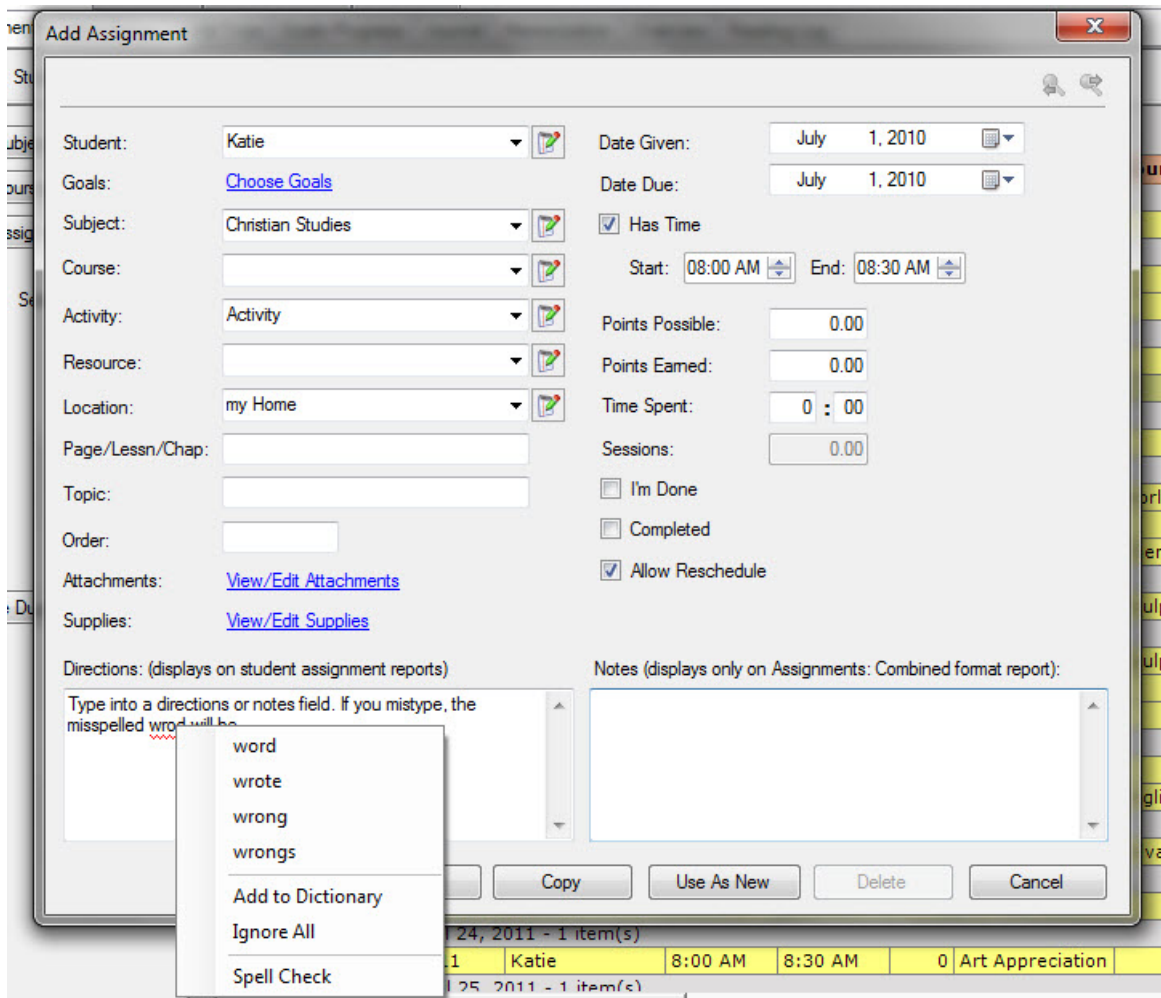 Add Assignment
Student: Katie Date Given: July 1, 2010
Goals: Choose Goals Date Due: July 1, 2010
Subject: Christian Studies Has Time
Course: Start: 08:00 AM End: 08:30 AM
Activity: Activity Points Possible: 0.00
Resource: Points Earned: 0.00
Location: my Home Time Spent: 0 : 00
Page/Lessn/Chap: Sessions: 0.00
Topic: I'm Done
Order: Completed
Attachments: View/Edit Attachments Allow Reschedule
Supplies: View/Edit Supplies
Directions: (displays on student assignment reports) Notes (displays only on Assignments: Combined format report):
Type into a directions or notes field. If you mistype, the
misspelled wrod will be
word
wrote
wrong
wrongs
Add to Dictionary
Ignore All
Spell Check
Copy Use As New Delete Cancel
24, 2011 - 1 item(s)
Katie 8:00 AM 8:30 AM 0 Art Appreciation
25, 2011 - 1 item(s)